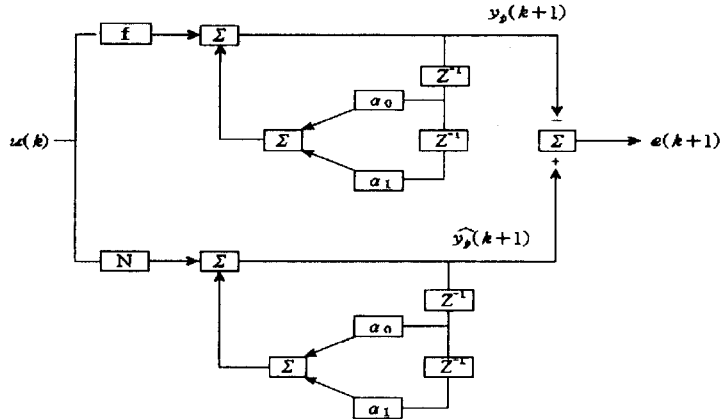 y_p(k+1)
f
Σ
Z⁻¹
α₀
u(k)
Σ
Z⁻¹
−
Σ
+
e(k+1)
α₁
ŷ_p(k+1)
N
Σ
Z⁻¹
α₀
Σ
Z⁻¹
α₁